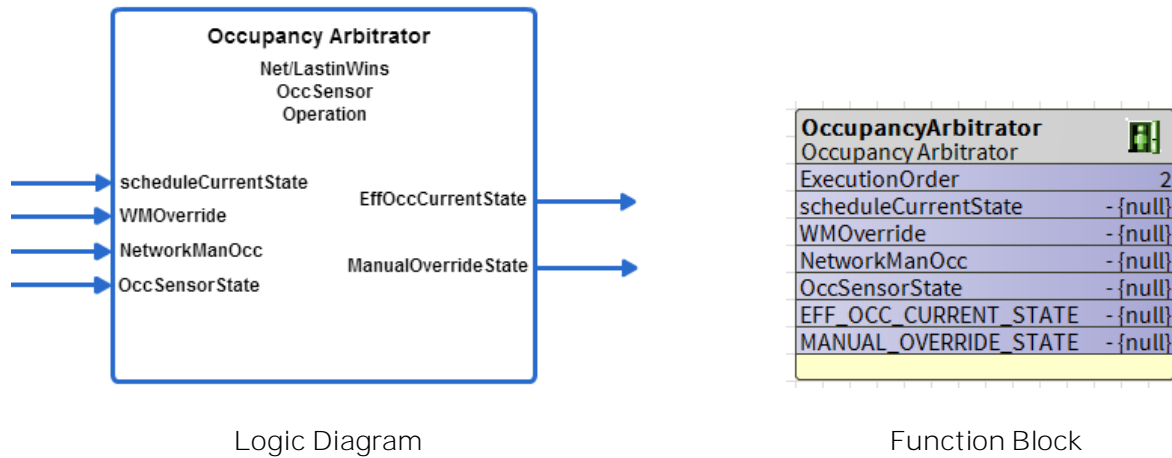 Occupancy Arbitrator
Net/LastinWins
OccSensor
Operation
scheduleCurrentState
WMOverride
NetworkManOcc
OccSensorState
EffOccCurrentState
ManualOverrideState
Logic Diagram
OccupancyArbitrator
Occupancy Arbitrator
ExecutionOrder 2
scheduleCurrentState - {null}
WMOverride - {null}
NetworkManOcc - {null}
OccSensorState - {null}
EFF_OCC_CURRENT_STATE - {null}
MANUAL_OVERRIDE_STATE - {null}
Function Block